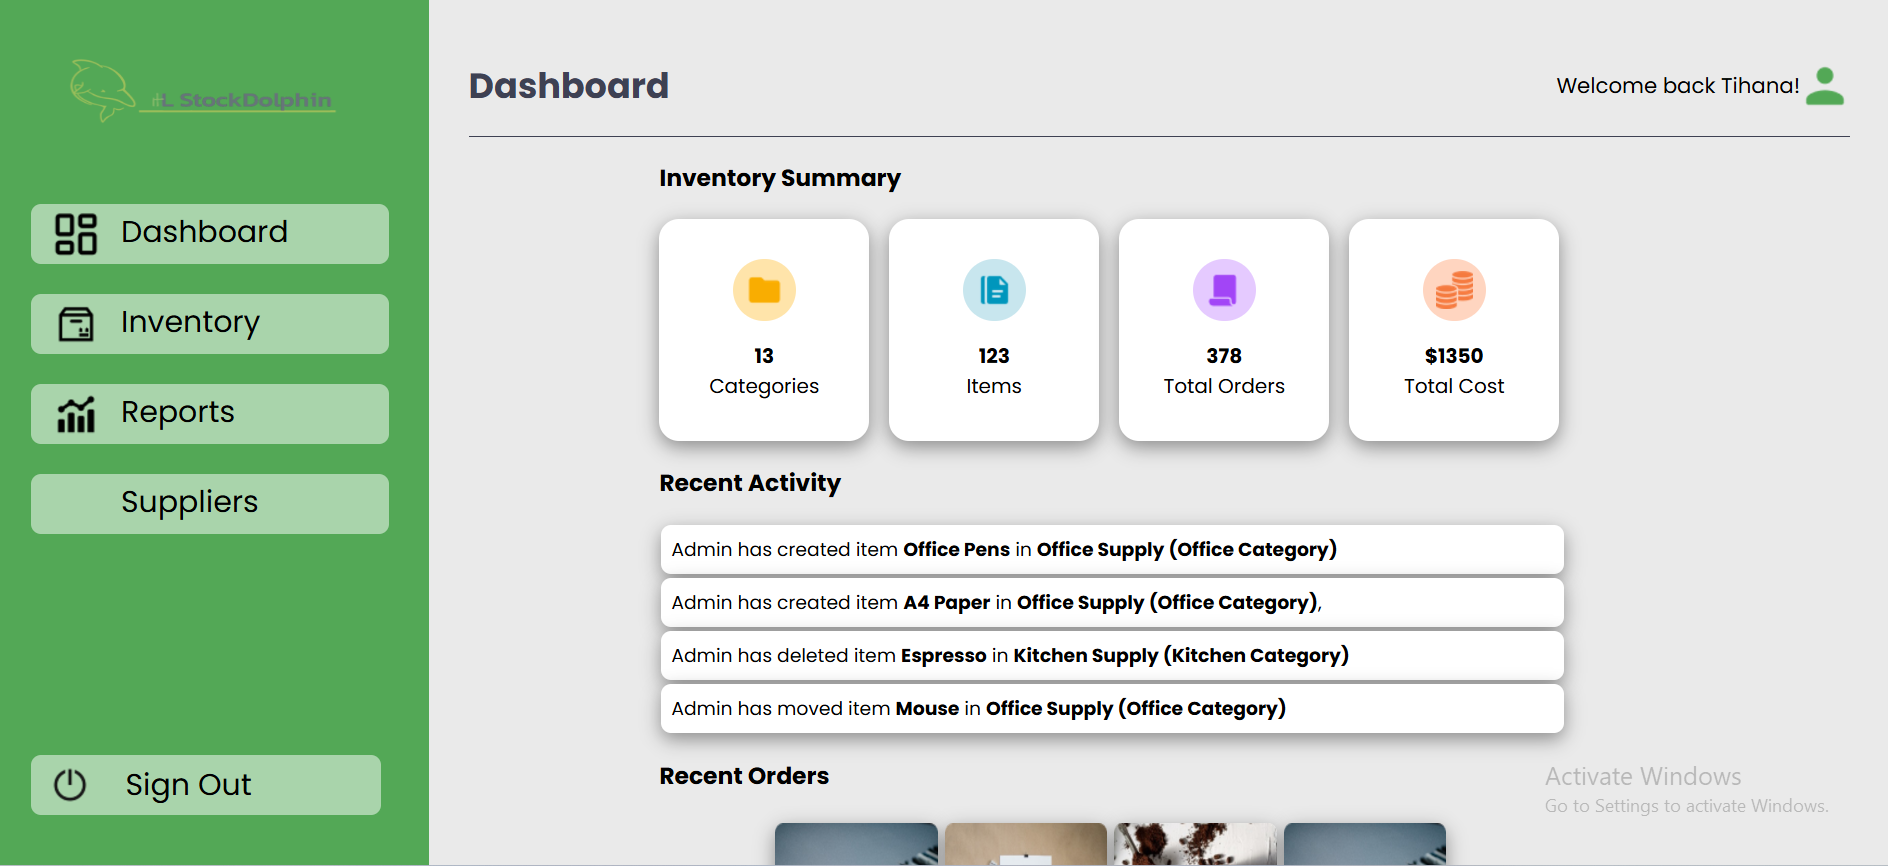 StockDolphin
Dashboard
Inventory
Reports
Suppliers
Sign Out
Dashboard
Welcome back Tihana!
Inventory Summary
13
Categories
123
Items
378
Total Orders
$1350
Total Cost
Recent Activity
Admin has created item Office Pens in Office Supply (Office Category)
Admin has created item A4 Paper in Office Supply (Office Category),
Admin has deleted item Espresso in Kitchen Supply (Kitchen Category)
Admin has moved item Mouse in Office Supply (Office Category)
Recent Orders
Activate Windows
Go to Settings to activate Windows.